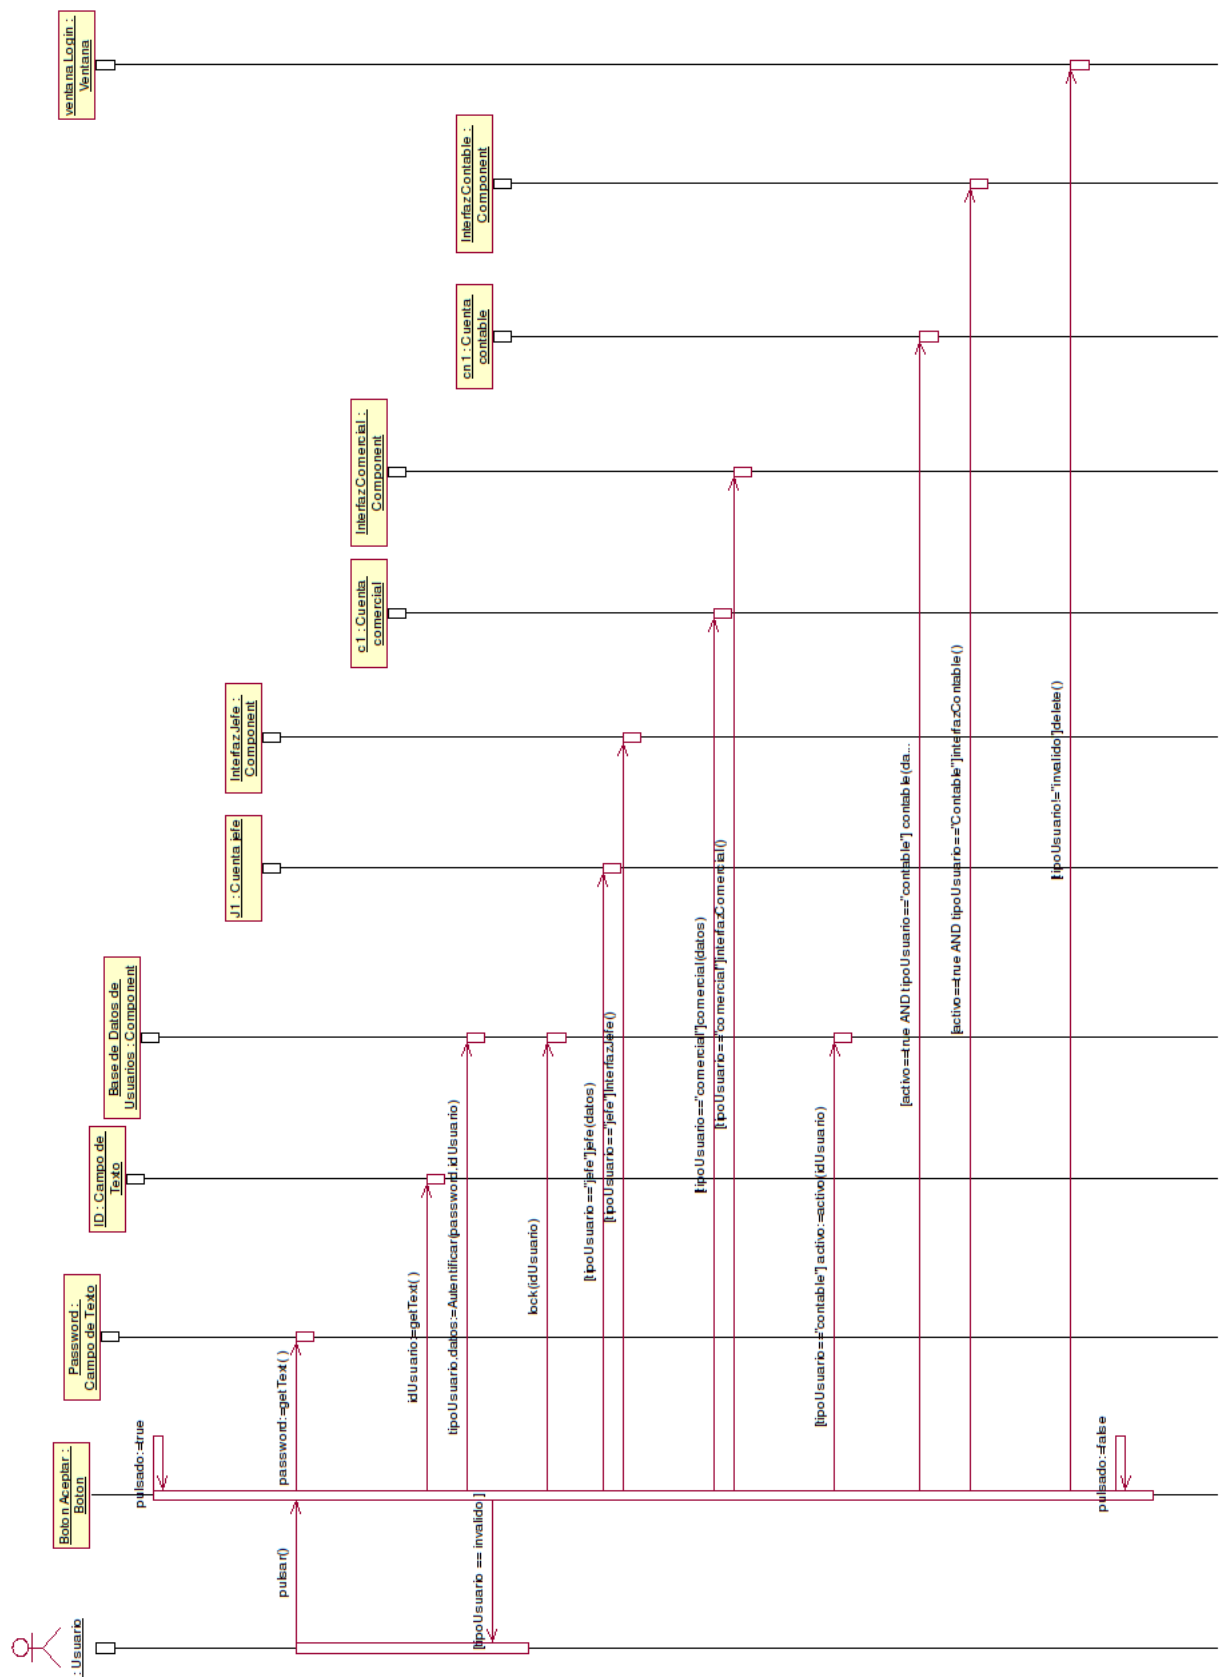 : Usuario
Boton Aceptar :
Boton
Password :
Campo de Texto
ID : Campo de
Texto
Base de Datos de
Usuarios : Component
J1 : Cuenta jefe
InterfazJefe :
Component
c1 : Cuenta
comercial
InterfazComercial :
Component
cn1 : Cuenta
contable
InterfazContable :
Component
ventanaLogin :
Ventana
pulsado:=true
pulsar()
password:=getText( )
idUsuario:=getText( )
tipoUsuario.datos:=Autentificar(password.idUsuario)
[tipoUsuario == invalido ]
lock(idUsuario)
[tipoUsuario =="jefe"]jefe(datos)
[tipoUsuario=="jefe"]InterfazJefe()
[tipoUsuario=="comercial"]comercial(datos)
[tipoUsuario=="comercial"]interfazComercial()
[tipoUsuario=="contable"] activo:=activo(idUsuario)
[activo==true AND tipoUsuario=="contable"] contable(da...
[activo==true AND tipoUsuario=="Contable"]interfazContable()
[tipoUsuario!="invalido"]delete()
pulsado:=false